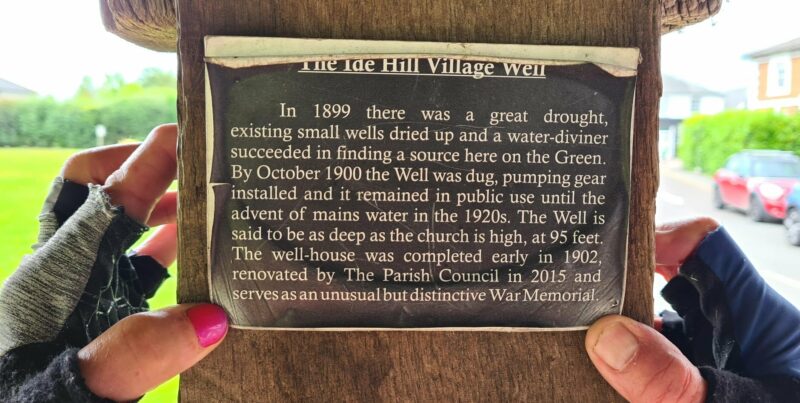 The Ide Hill Village Well
In 1899 there was a great drought,
existing small wells dried up and a water-diviner
succeeded in finding a source here on the Green.
By October 1900 the Well was dug, pumping gear
installed and it remained in public use until the
advent of mains water in the 1920s. The Well is
said to be as deep as the church is high, at 95 feet.
The well-house was completed early in 1902,
renovated by The Parish Council in 2015 and
serves as an unusual but distinctive War Memorial.